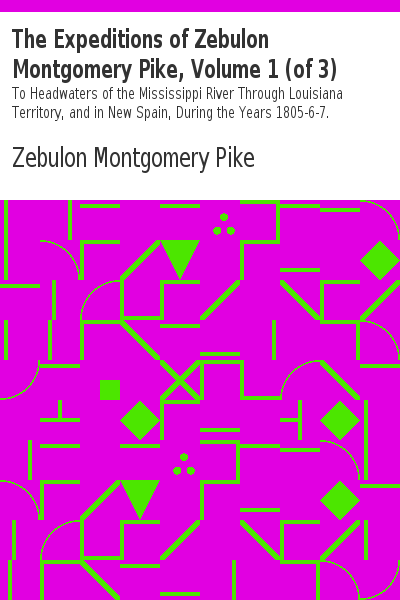 The Expeditions of Zebulon
Montgomery Pike, Volume 1 (of 3)
To Headwaters of the Mississippi River Through Louisiana
Territory, and in New Spain, During the Years 1805-6-7.
Zebulon Montgomery Pike